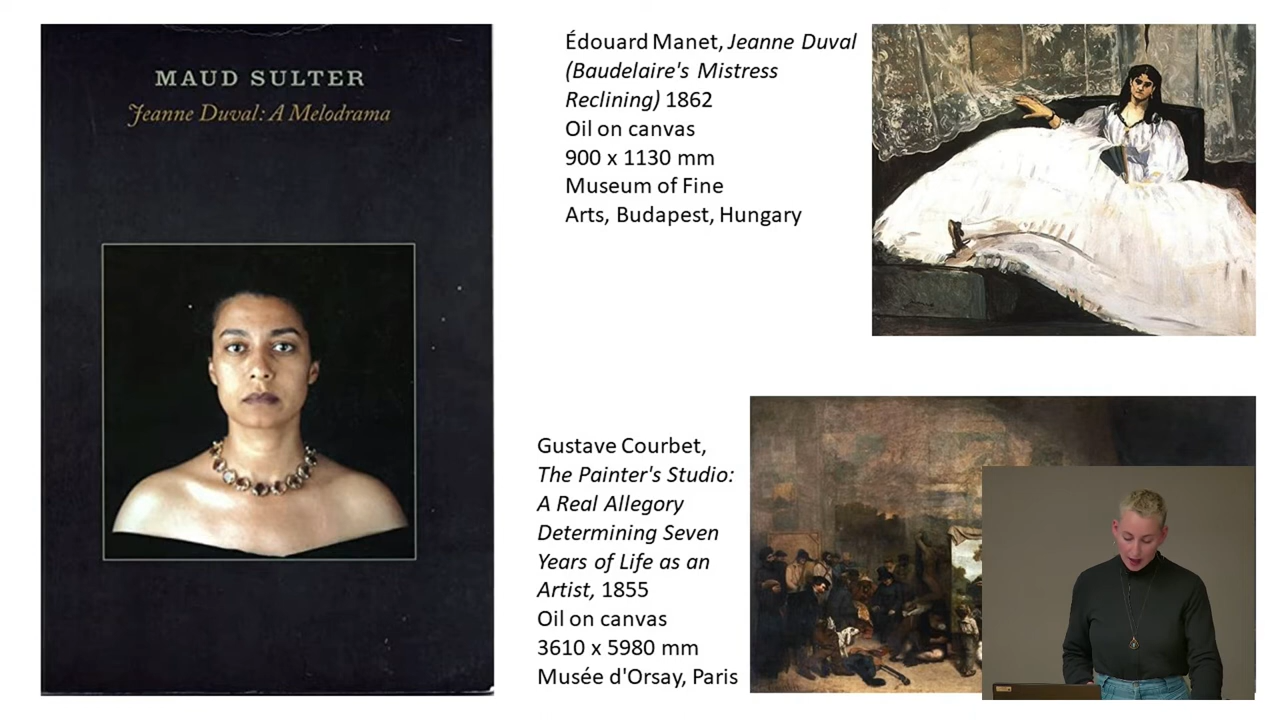 MAUD SULTER
Jeanne Duval: A Melodrama
Édouard Manet, Jeanne Duval
(Baudelaire's Mistress
Reclining) 1862
Oil on canvas
900 x 1130 mm
Museum of Fine
Arts, Budapest, Hungary
Gustave Courbet,
The Painter's Studio:
A Real Allegory
Determining Seven
Years of Life as an
Artist, 1855
Oil on canvas
3610 x 5980 mm
Musée d'Orsay, Paris